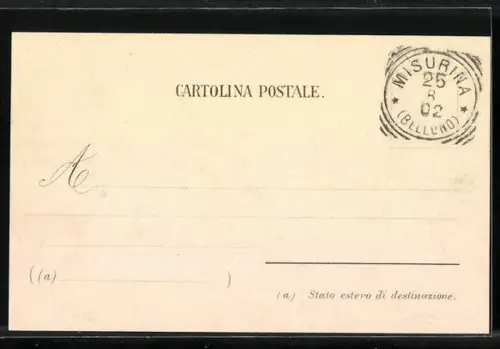 MISURINA
25
8
02
(BELLUNO)
CARTOLINA POSTALE.
A
((a) )
(a) Stato estero di destinazione.